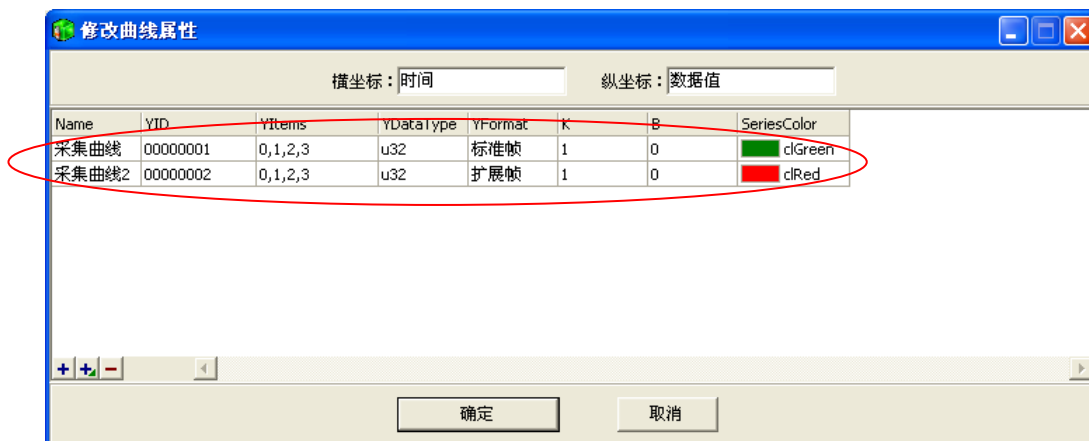 修改曲线属性
横坐标：时间 纵坐标：数据值
Name YID YItems YDataType YFormat K B SeriesColor
采集曲线 00000001 0,1,2,3 u32 标准帧 1 0 clGreen
采集曲线2 00000002 0,1,2,3 u32 扩展帧 1 0 clRed
确定 取消